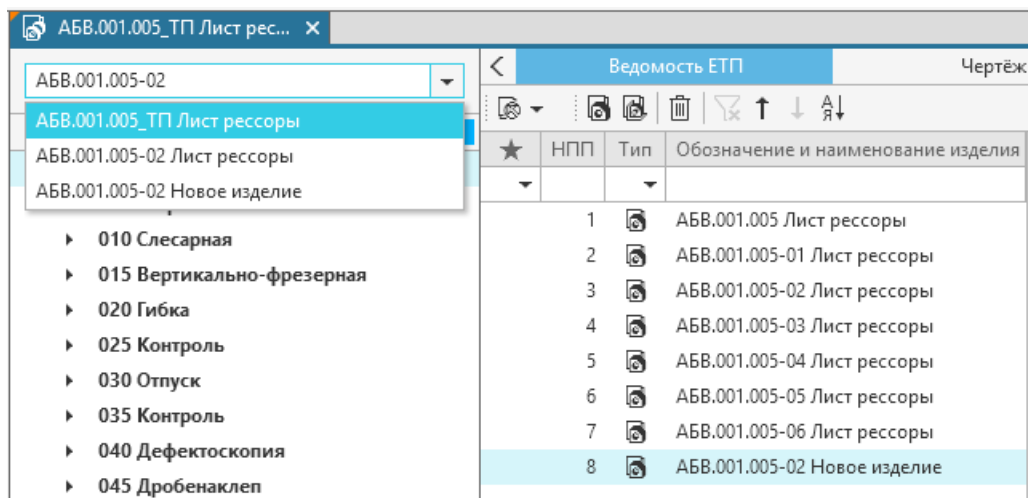 АБВ.001.005_ТП Лист рес...
АБВ.001.005-02
АБВ.001.005_ТП Лист рессоры
АБВ.001.005-02 Лист рессоры
АБВ.001.005-02 Новое изделие
010 Слесарная
015 Вертикально-фрезерная
020 Гибка
025 Контроль
030 Отпуск
035 Контроль
040 Дефектоскопия
045 Дробенаклеп
Ведомость ЕТП
Чертёж
НПП Тип Обозначение и наименование изделия
1 АБВ.001.005 Лист рессоры
2 АБВ.001.005-01 Лист рессоры
3 АБВ.001.005-02 Лист рессоры
4 АБВ.001.005-03 Лист рессоры
5 АБВ.001.005-04 Лист рессоры
6 АБВ.001.005-05 Лист рессоры
7 АБВ.001.005-06 Лист рессоры
8 АБВ.001.005-02 Новое изделие